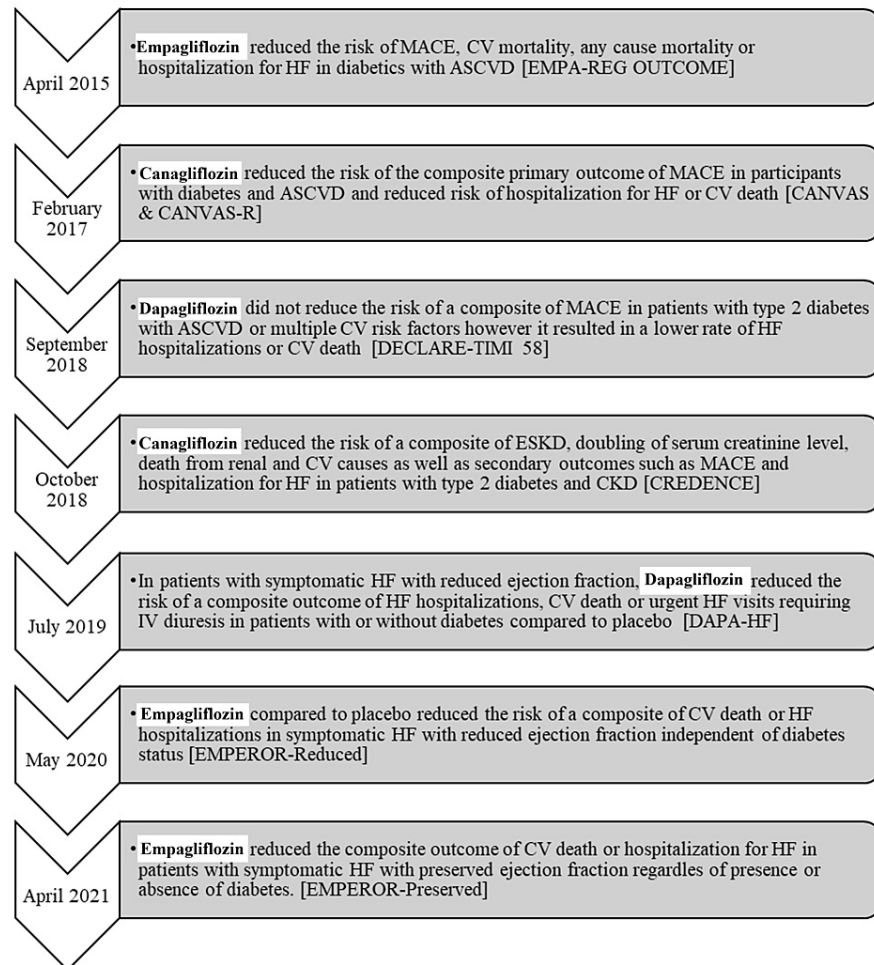 April 2015
•Empagliflozin reduced the risk of MACE, CV mortality, any cause mortality or
hospitalization for HF in diabetics with ASCVD [EMPA-REG OUTCOME]
February
2017
•Canagliflozin reduced the risk of the composite primary outcome of MACE in participants
with diabetes and ASCVD and reduced risk of hospitalization for HF or CV death [CANVAS
& CANVAS-R]
September
2018
•Dapagliflozin did not reduce the risk of a composite of MACE in patients with type 2 diabetes
with ASCVD or multiple CV risk factors however it resulted in a lower rate of HF
hospitalizations or CV death [DECLARE-TIMI 58]
October
2018
•Canagliflozin reduced the risk of a composite of ESKD, doubling of serum creatinine level,
death from renal and CV causes as well as secondary outcomes such as MACE and
hospitalization for HF in patients with type 2 diabetes and CKD [CREDENCE]
July 2019
•In patients with symptomatic HF with reduced ejection fraction, Dapagliflozin reduced the
risk of a composite outcome of HF hospitalizations, CV death or urgent HF visits requiring
IV diuresis in patients with or without diabetes compared to placebo [DAPA-HF]
May 2020
•Empagliflozin compared to placebo reduced the risk of a composite of CV death or HF
hospitalizations in symptomatic HF with reduced ejection fraction independent of diabetes
status [EMPEROR-Reduced]
April 2021
•Empagliflozin reduced the composite outcome of CV death or hospitalization for HF in
patients with symptomatic HF with preserved ejection fraction regardles of presence or
absence of diabetes. [EMPEROR-Preserved]